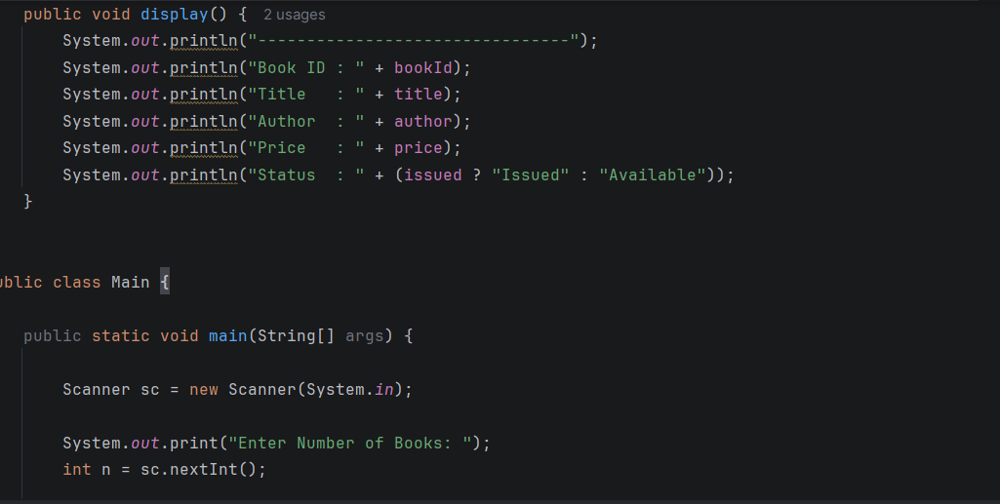 public void display() { 2 usages
System.out.println("--------------------------------");
System.out.println("Book ID : " + bookId);
System.out.println("Title   : " + title);
System.out.println("Author  : " + author);
System.out.println("Price   : " + price);
System.out.println("Status  : " + (issued ? "Issued" : "Available"));
}
ublic class Main {
public static void main(String[] args) {
Scanner sc = new Scanner(System.in);
System.out.print("Enter Number of Books: ");
int n = sc.nextInt();